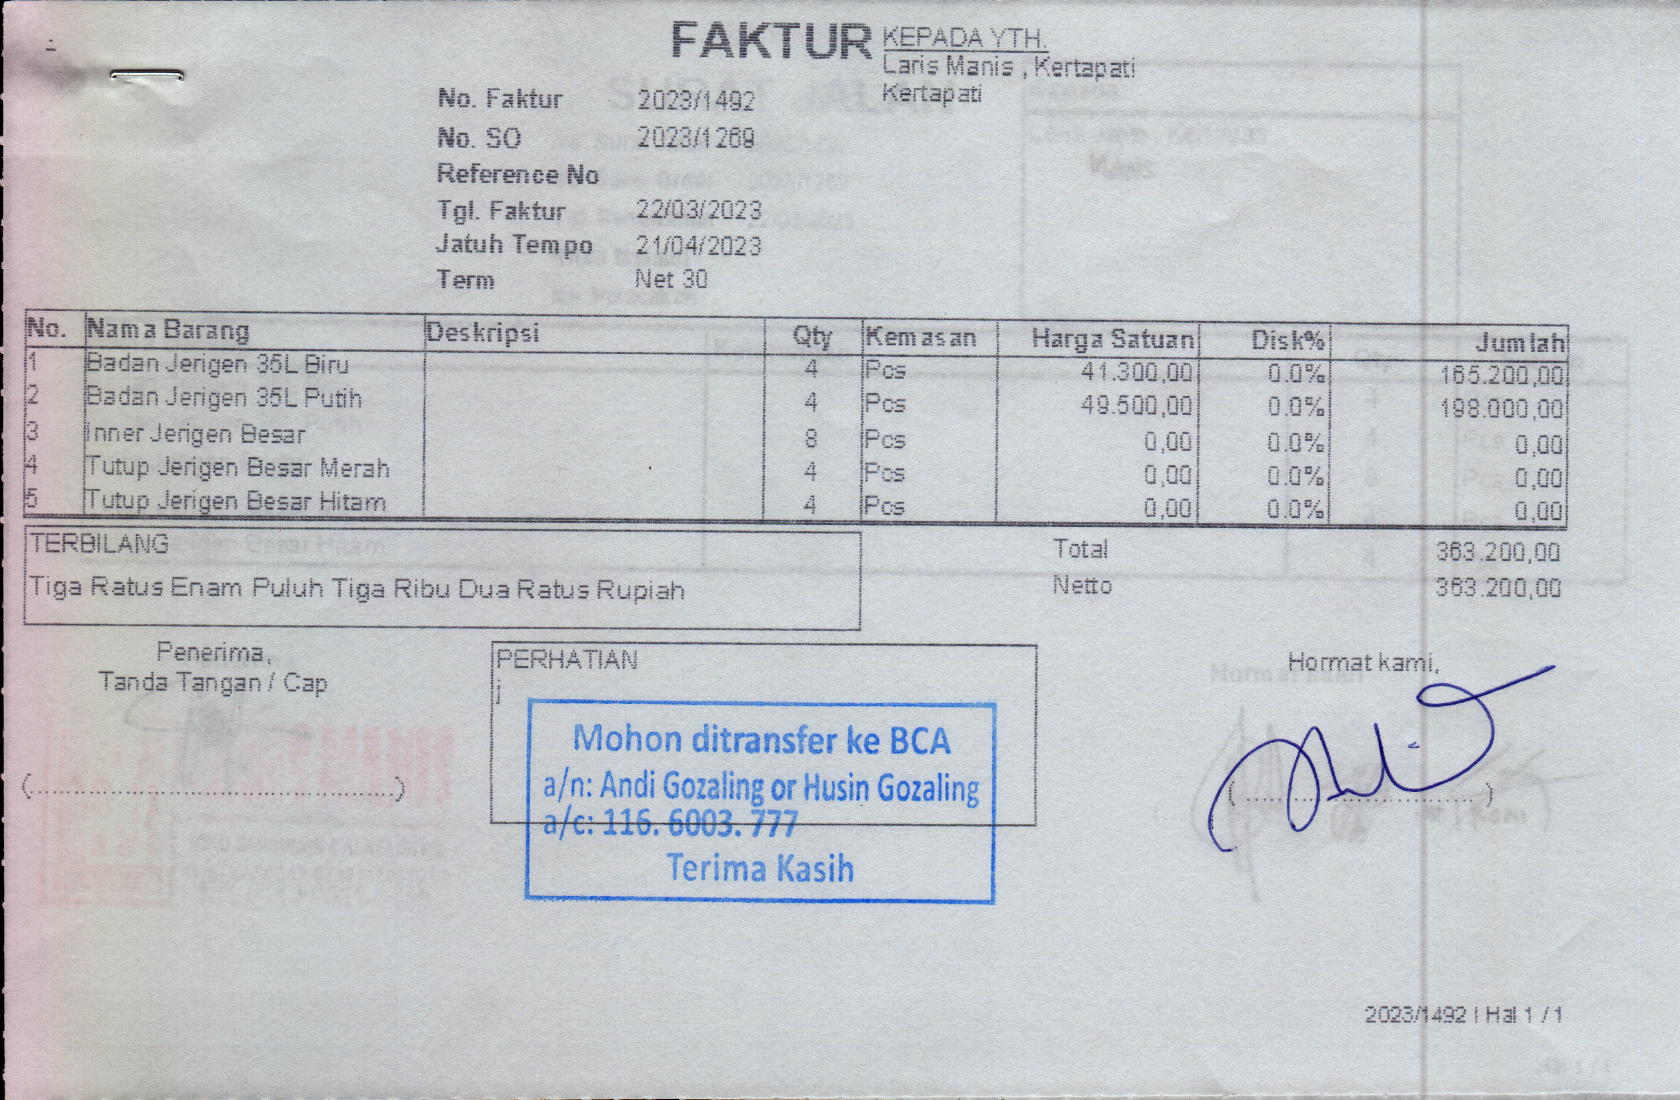 FAKTUR
KEPADA YTH.
Laris Manis , Kertapati
Kertapati
No. Faktur 2023/1492
No. SO 2023/1269
Reference No
Tgl. Faktur 22/03/2023
Jatuh Tempo 21/04/2023
Term Net 30
No. Nama Barang Deskripsi Qty Kemasan Harga Satuan Disk% Jumlah
1 Badan Jerigen 35L Biru 4 Pcs 41.300,00 0.0% 165.200,00
2 Badan Jerigen 35L Putih 4 Pcs 49.500,00 0.0% 198.000,00
3 Inner Jerigen Besar 8 Pcs 0,00 0.0% 0,00
4 Tutup Jerigen Besar Merah 4 Pcs 0,00 0.0% 0,00
5 Tutup Jerigen Besar Hitam 4 Pcs 0,00 0.0% 0,00
TERBILANG
Tiga Ratus Enam Puluh Tiga Ribu Dua Ratus Rupiah
Total 363.200,00
Netto 363.200,00
Penerima,
Tanda Tangan / Cap
(....................................................)
PERHATIAN
j
Mohon ditransfer ke BCA
a/n: Andi Gozaling or Husin Gozaling
a/c: 116. 6003. 777
Terima Kasih
Hormat kami,
(....................................)
2023/1492 | Hal 1 / 1